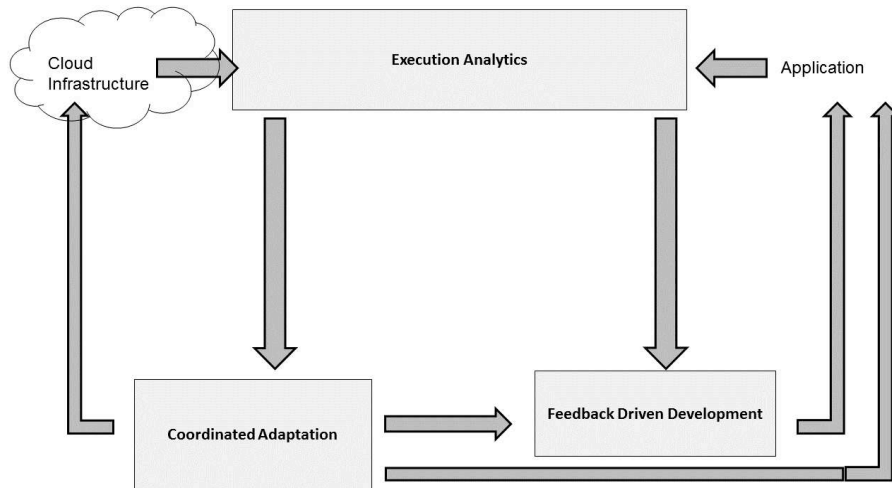 Cloud
Infrastructure
Execution Analytics
Application
Coordinated Adaptation
Feedback Driven Development